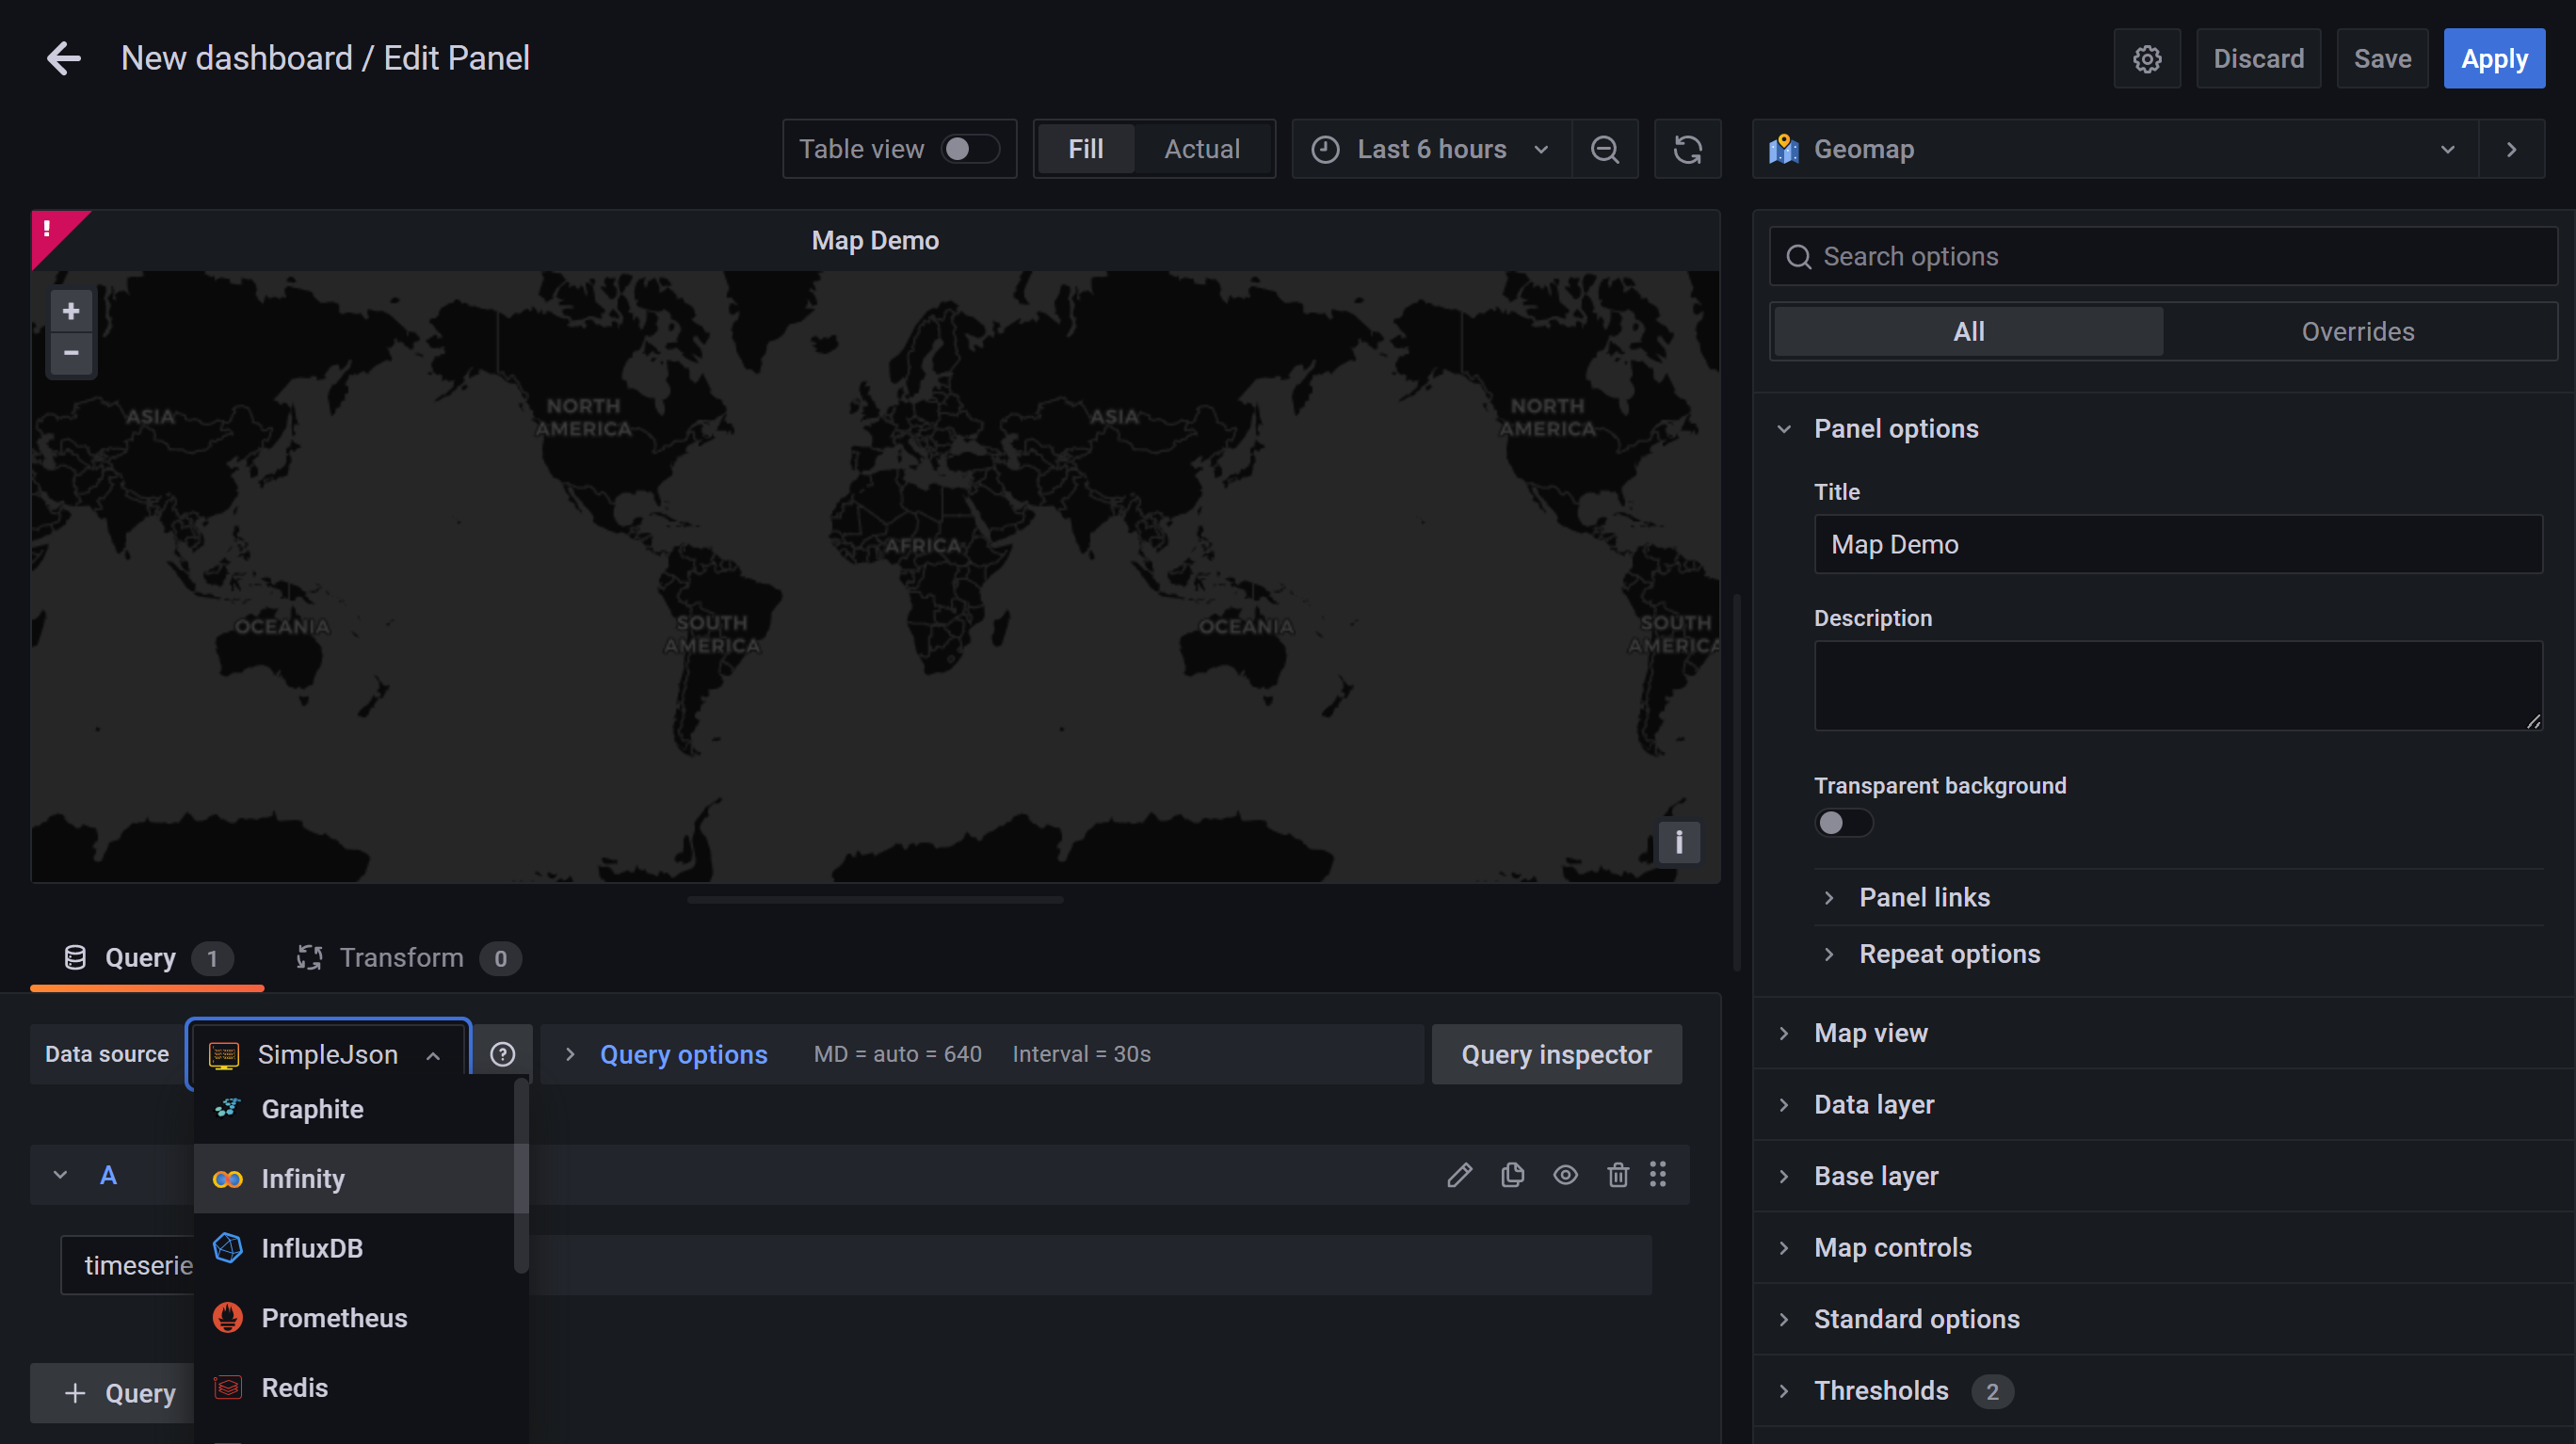 New dashboard / Edit Panel
Discard
Save
Apply
Table view
Fill
Actual
Last 6 hours
Geomap
!
Map Demo
+
−
ASIA
NORTH
AMERICA
AFRICA
OCEANIA
SOUTH
AMERICA
ASIA
OCEANIA
NORTH
AMERICA
SOUTH
AMERICA
i
Search options
All
Overrides
Panel options
Title
Map Demo
Description
Transparent background
Panel links
Repeat options
Map view
Data layer
Base layer
Map controls
Standard options
Thresholds 2
Query 1
Transform 0
Data source
SimpleJson
Query options MD = auto = 640 Interval = 30s
Query inspector
Graphite
Infinity
InfluxDB
Prometheus
Redis
A
timeserie
+ Query